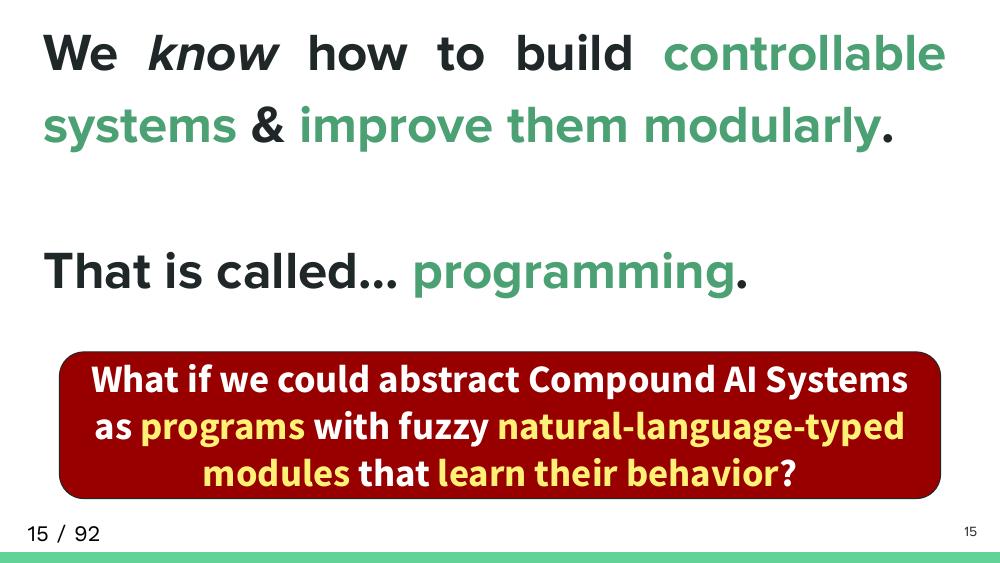 We know how to build controllable
systems & improve them modularly.
That is called... programming.
What if we could abstract Compound AI Systems
as programs with fuzzy natural-language-typed
modules that learn their behavior?
15 / 92
15